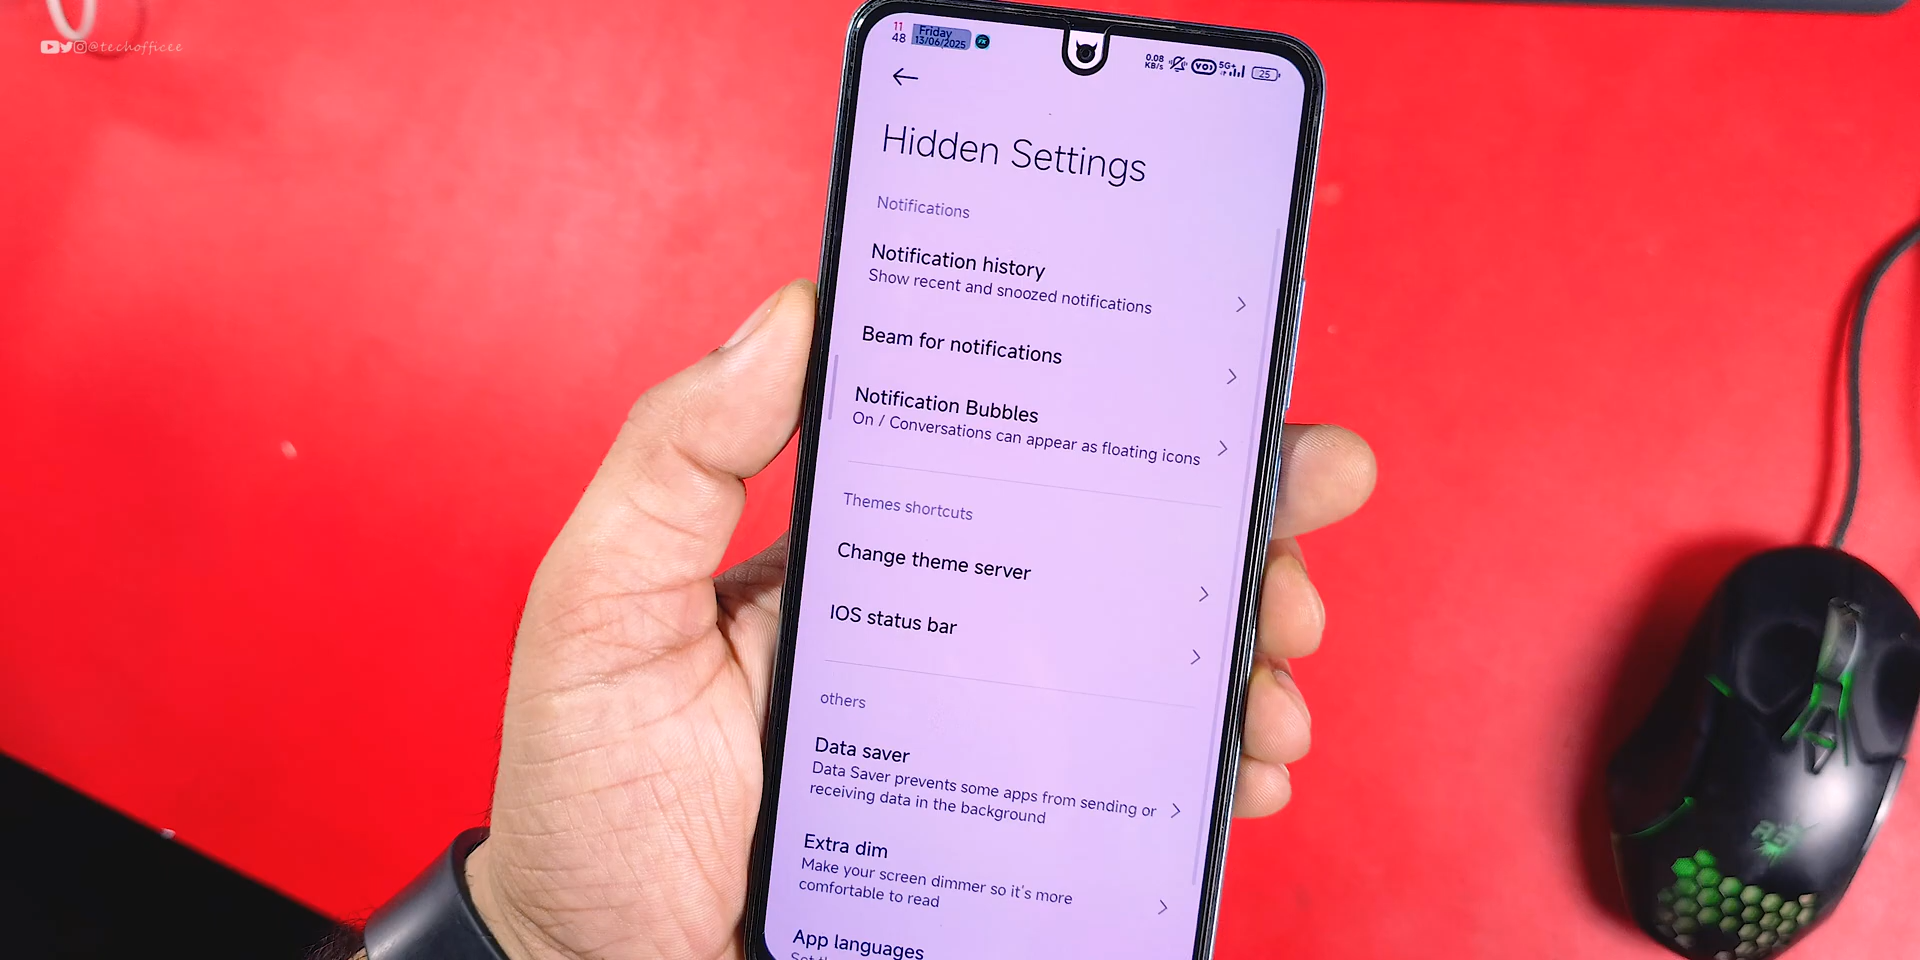 @techofficee
11
48
Friday
13/06/2025
0.08
KB/s
VO
5G+
25
Hidden Settings
Notifications
Notification history
Show recent and snoozed notifications
Beam for notifications
Notification Bubbles
On / Conversations can appear as floating icons
Themes shortcuts
Change theme server
IOS status bar
others
Data saver
Data Saver prevents some apps from sending or
receiving data in the background
Extra dim
Make your screen dimmer so it's more
comfortable to read
App languages